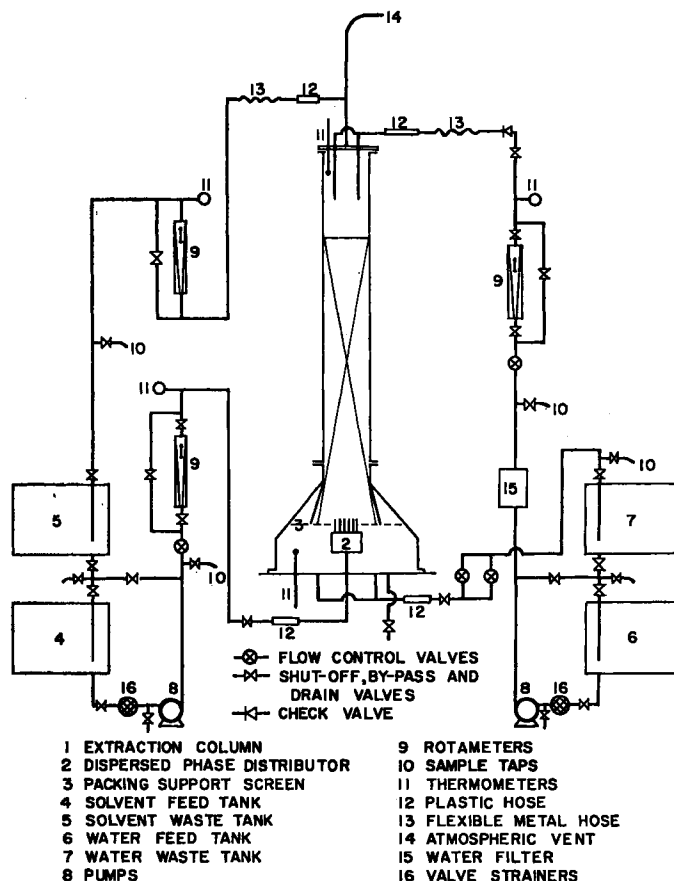 14
13
12
11
12
13
11
11
9
9
10
11
10
9
10
15
5
7
3
2
10
11
12
12
4
6
16
8
8
16
FLOW CONTROL VALVES
SHUT-OFF, BY-PASS AND
DRAIN VALVES
CHECK VALVE
1 EXTRACTION COLUMN
2 DISPERSED PHASE DISTRIBUTOR
3 PACKING SUPPORT SCREEN
4 SOLVENT FEED TANK
5 SOLVENT WASTE TANK
6 WATER FEED TANK
7 WATER WASTE TANK
8 PUMPS
9 ROTAMETERS
10 SAMPLE TAPS
11 THERMOMETERS
12 PLASTIC HOSE
13 FLEXIBLE METAL HOSE
14 ATMOSPHERIC VENT
15 WATER FILTER
16 VALVE STRAINERS